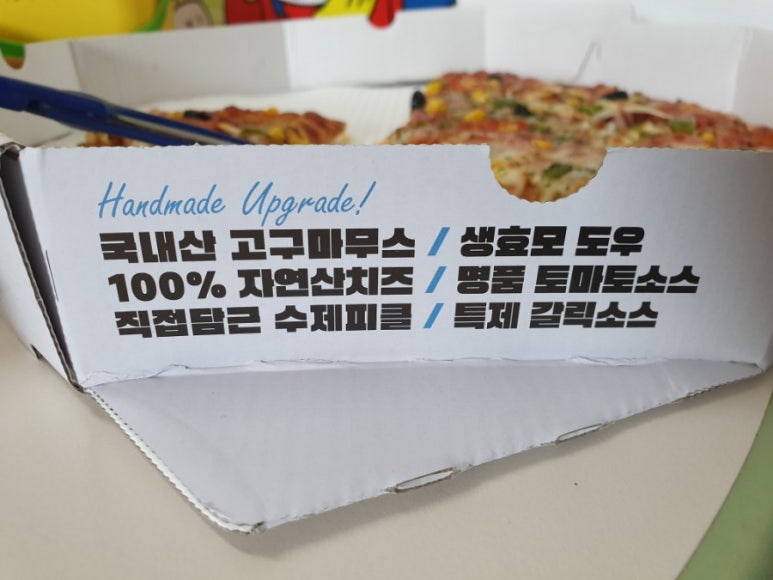 Handmade Upgrade!
국내산 고구마무스 / 생효모 도우
100% 자연산치즈 / 명품 토마토소스
직접담근 수제피클 / 특제 갈릭소스